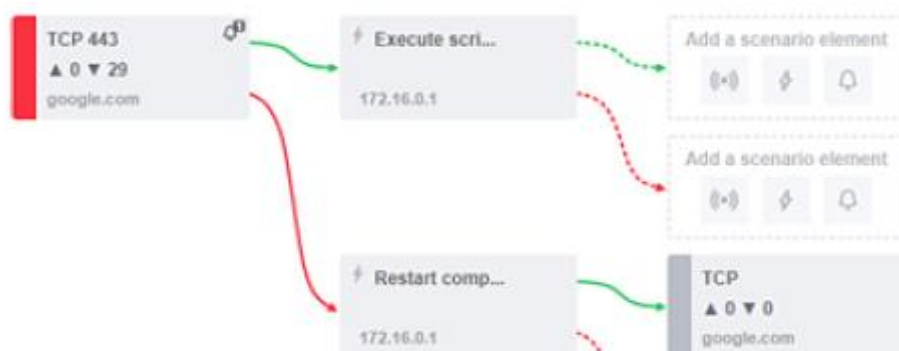 TCP 443
▲ 0 ▼ 29
google.com
Execute scri...
172.16.0.1
Add a scenario element
Add a scenario element
Restart comp...
172.16.0.1
TCP
▲ 0 ▼ 0
google.com